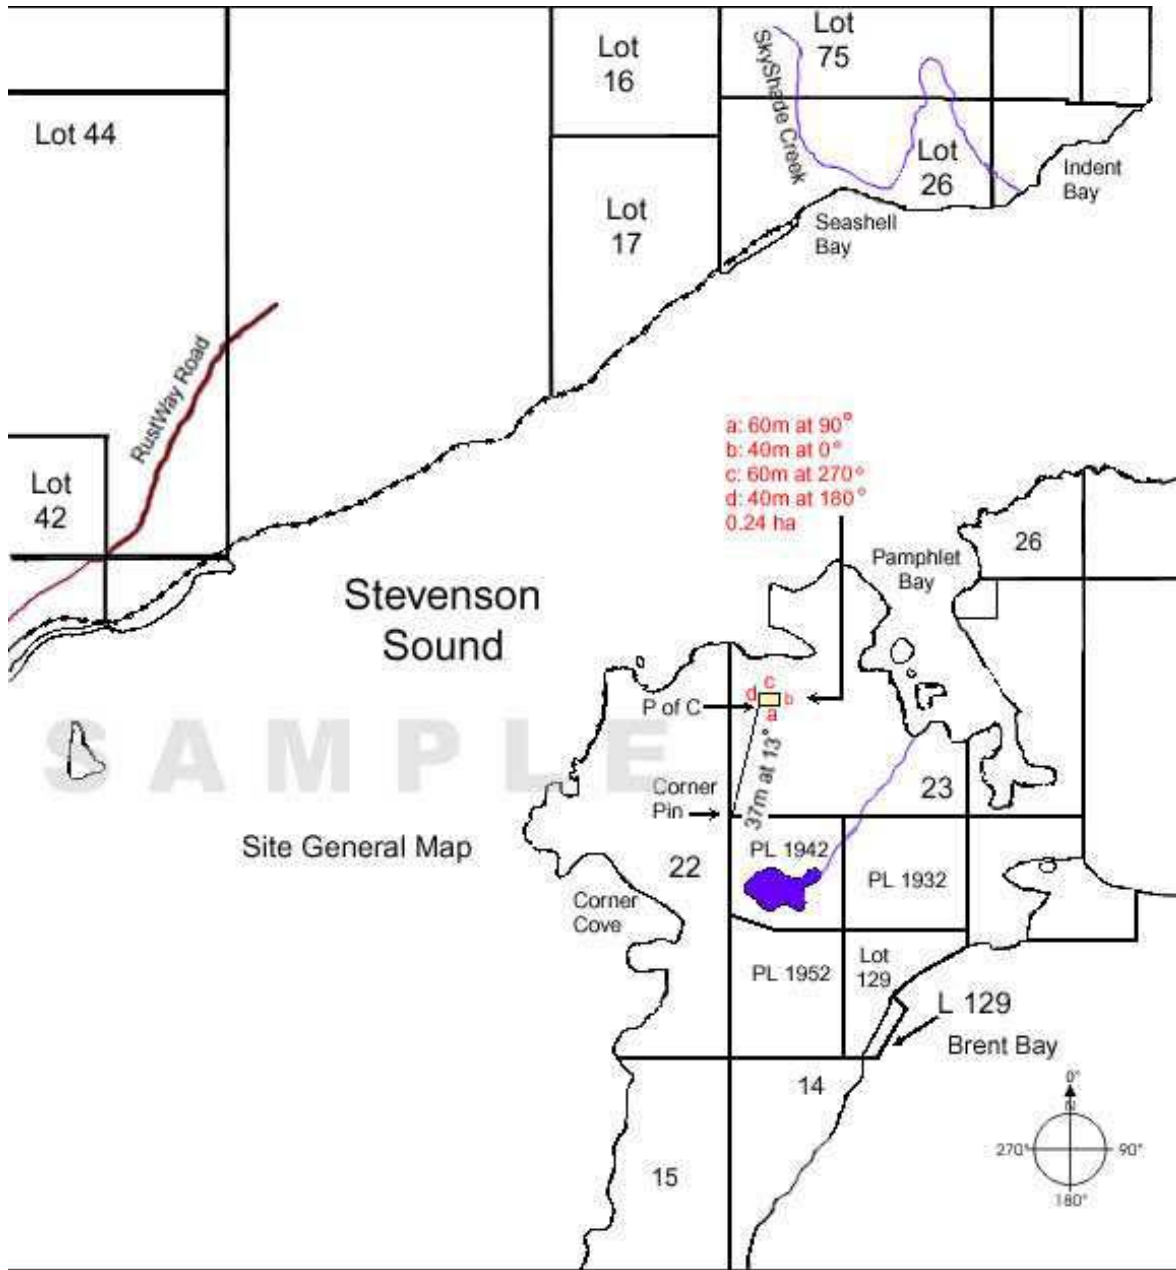 Lot
16
Lot
75
SkyShade Creek
Lot 44
Lot
26
Indent
Bay
Lot
17
Seashell
Bay
RustWay Road
a: 60m at 90°
b: 40m at 0°
c: 60m at 270°
d: 40m at 180°
0.24 ha
Lot
42
26
Pamphlet
Bay
Stevenson
Sound
c
d
b
P of C
a
SAMPLE
37m at 13°
Corner
Pin
23
Site General Map
PL 1942
22
PL 1932
Corner
Cove
Lot
129
PL 1952
L 129
Brent Bay
14
0°
N
270°
90°
180°
15